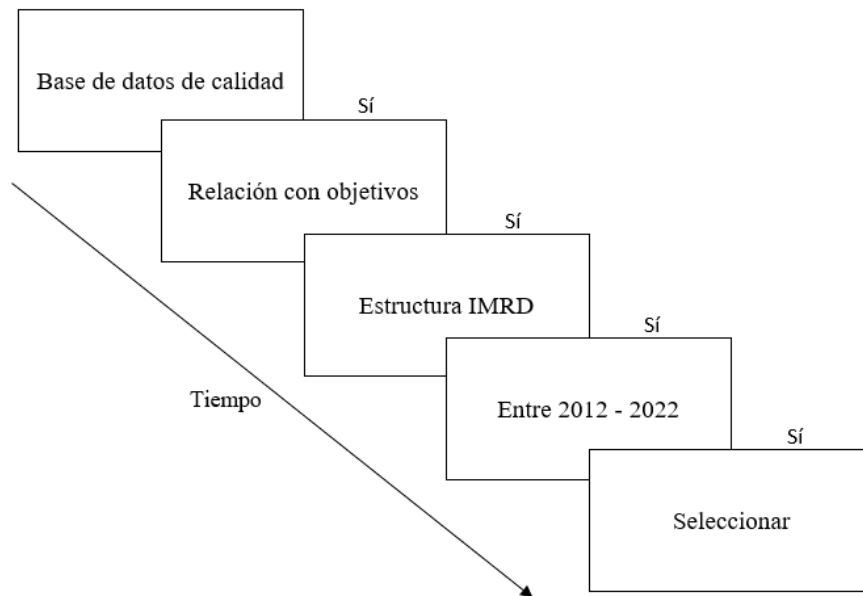 Base de datos de calidad
Sí
Relación con objetivos
Sí
Estructura IMRD
Sí
Tiempo
Entre 2012 - 2022
Sí
Seleccionar